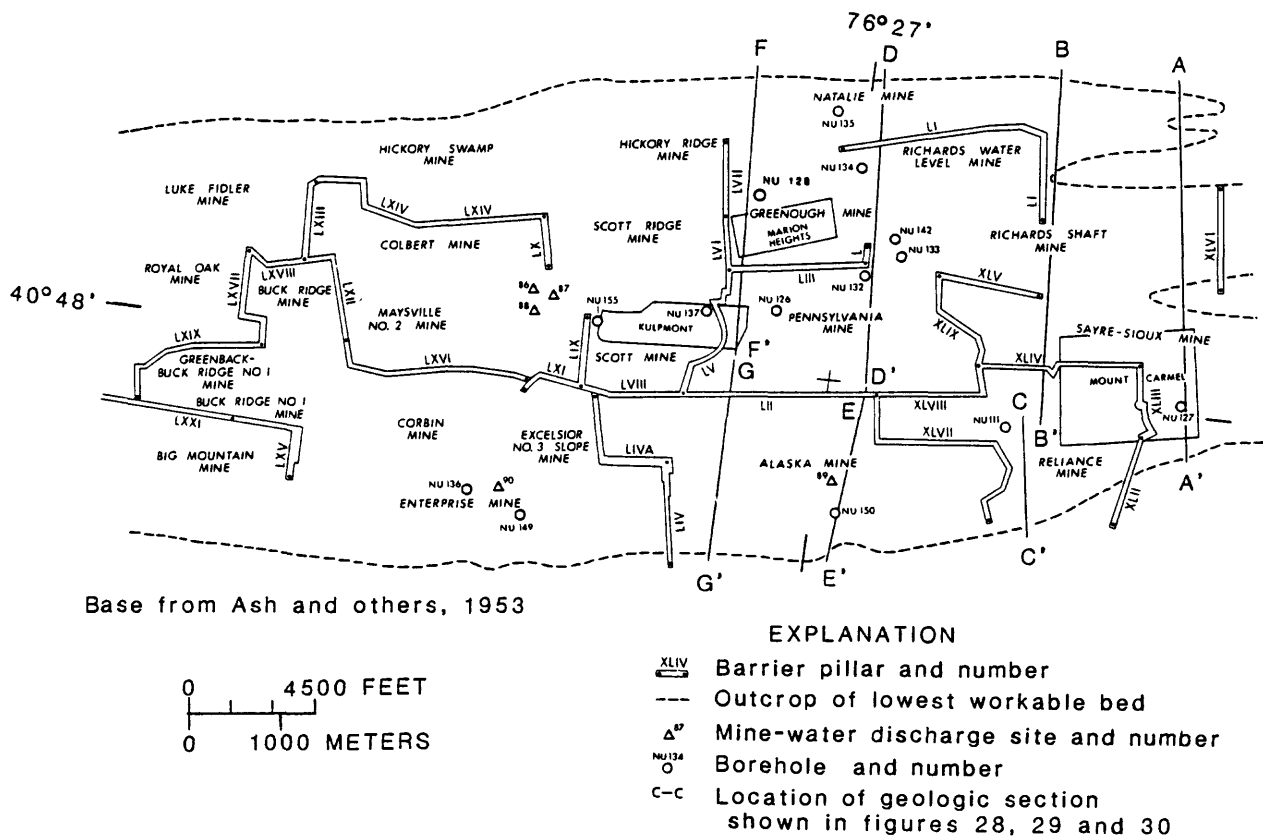 76° 27'
F
D
B
A
NATALIE MINE
NU 135
LI
HICKORY SWAMP
MINE
HICKORY RIDGE
MINE
LVII
NU 134
RICHARDS WATER
LEVEL MINE
LUKE FIDLER
MINE
LXIII
LXIV
LXIV
NU 128
LI
GREENOUGH MINE
MARION
HEIGHTS
COLBERT MINE
LX
SCOTT RIDGE
MINE
LVI
L
NU 142
NU 133
RICHARDS SHAFT
MINE
XLVI
ROYAL OAK
MINE
LXVII
LXVIII
BUCK RIDGE
MINE
LXII
LIII
NU 132
XLV
40° 48'
86
87
88
NU 155
NU 137
KULPMONT
NU 126
PENNSYLVANIA
MINE
MAYSVILLE
NO. 2 MINE
XLIX
SAYRE-SIOUX MINE
LXIX
GREENBACK-
BUCK RIDGE NO 1
MINE
LXVI
LIX
SCOTT MINE
LV
F'
G
XLIV
MOUNT CARMEL
LXI
LVIII
LII
D'
E
XLVIII
XLIII
NU 127
BUCK RIDGE NO 1
MINE
LXXI
LXV
CORBIN
MINE
EXCELSIOR
NO. 3 SLOPE
MINE
LIVA
XLVII
NU 111
C
B'
BIG MOUNTAIN
MINE
ALASKA MINE
89
RELIANCE
MINE
XLII
A'
NU 136
90
ENTERPRISE MINE
NU 149
LIV
NU 150
G'
E'
C'
Base from Ash and others, 1953
0 4500 FEET
0 1000 METERS
EXPLANATION
XLIV Barrier pillar and number
Outcrop of lowest workable bed
87 Mine-water discharge site and number
NU 134 Borehole and number
C-C Location of geologic section
shown in figures 28, 29 and 30